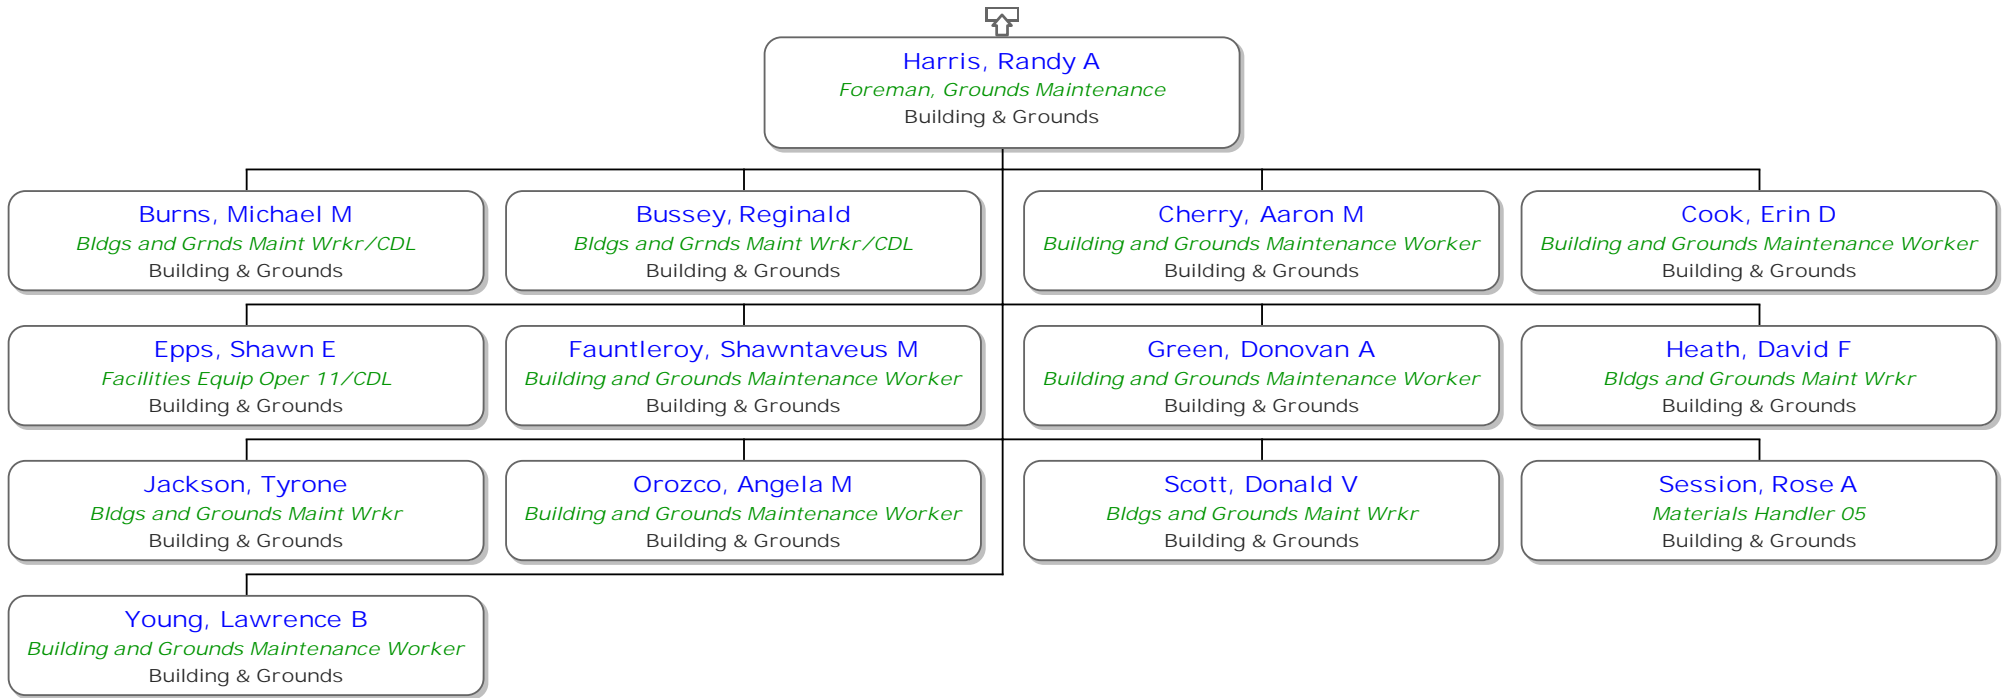 Harris, Randy A
Foreman, Grounds Maintenance
Building & Grounds
Burns, Michael M
Bldgs and Grnds Maint Wrkr/CDL
Building & Grounds
Bussey, Reginald
Bldgs and Grnds Maint Wrkr/CDL
Building & Grounds
Cherry, Aaron M
Building and Grounds Maintenance Worker
Building & Grounds
Cook, Erin D
Building and Grounds Maintenance Worker
Building & Grounds
Epps, Shawn E
Facilities Equip Oper 11/CDL
Building & Grounds
Fauntleroy, Shawntaveus M
Building and Grounds Maintenance Worker
Building & Grounds
Green, Donovan A
Building and Grounds Maintenance Worker
Building & Grounds
Heath, David F
Bldgs and Grounds Maint Wrkr
Building & Grounds
Jackson, Tyrone
Bldgs and Grounds Maint Wrkr
Building & Grounds
Orozco, Angela M
Building and Grounds Maintenance Worker
Building & Grounds
Scott, Donald V
Bldgs and Grounds Maint Wrkr
Building & Grounds
Session, Rose A
Materials Handler 05
Building & Grounds
Young, Lawrence B
Building and Grounds Maintenance Worker
Building & Grounds